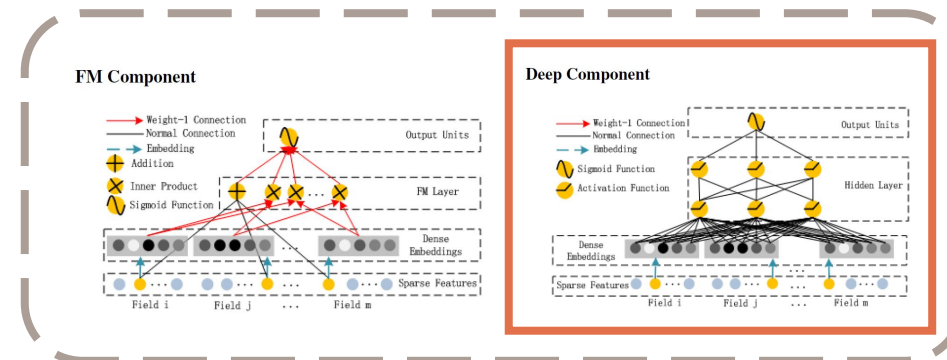 FM Component
Weight-1 Connection
Normal Connection
Embedding
Addition
Inner Product
Sigmoid Function
Output Units
FM Layer
...
Dense
Embeddings
...
Sparse Features
... ... ...
Field i Field j ... Field m
Deep Component
Weight-1 Connection
Normal Connection
Embedding
Sigmoid Function
Activation Function
Output Units
Hidden Layer
Dense
Embeddings
...
Sparse Features
... ... ...
Field i Field j ... Field m